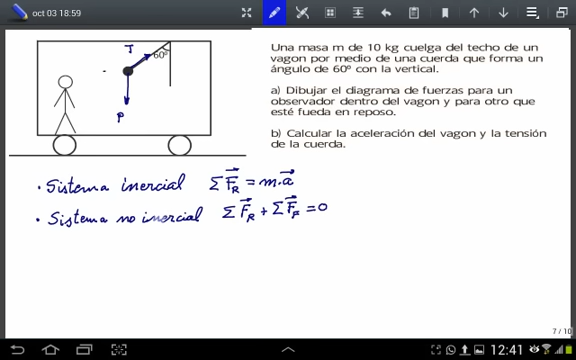 oct 03 18:59
T
60º
P
Una masa m de 10 kg cuelga del techo de un
vagon por medio de una cuerda que forma un
ángulo de 60º con la vertical.
a) Dibujar el diagrama de fuerzas para un
observador dentro del vagon y para otro que
esté fueda en reposo.
b) Calcular la aceleración del vagon y la tensión
de la cuerda.
· Sistema inercial Σ F⃗R = m.a⃗
· Sistema no inercial Σ F⃗R + Σ F⃗F = 0
7 / 10
12:41